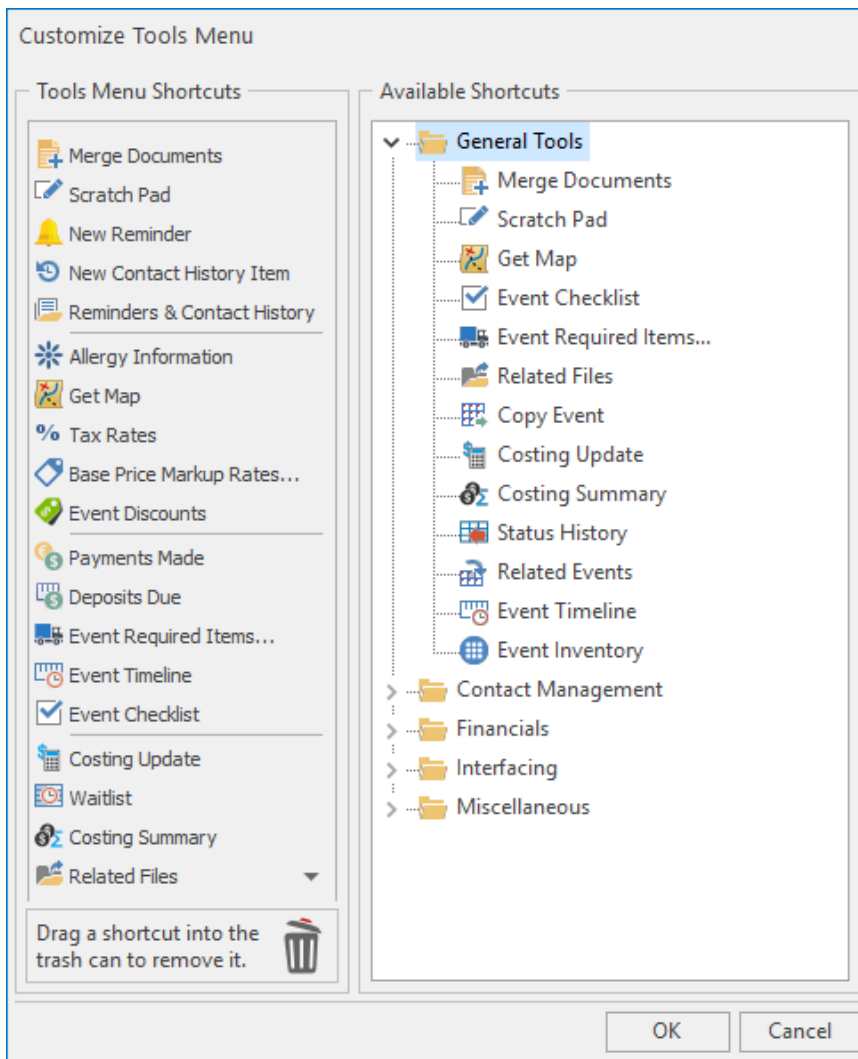 Customize Tools Menu
Tools Menu Shortcuts
Merge Documents
Scratch Pad
New Reminder
New Contact History Item
Reminders & Contact History
Allergy Information
Get Map
Tax Rates
Base Price Markup Rates...
Event Discounts
Payments Made
Deposits Due
Event Required Items...
Event Timeline
Event Checklist
Costing Update
Waitlist
Costing Summary
Related Files
Drag a shortcut into the
trash can to remove it.
Available Shortcuts
General Tools
Merge Documents
Scratch Pad
Get Map
Event Checklist
Event Required Items...
Related Files
Copy Event
Costing Update
Costing Summary
Status History
Related Events
Event Timeline
Event Inventory
Contact Management
Financials
Interfacing
Miscellaneous
OK
Cancel